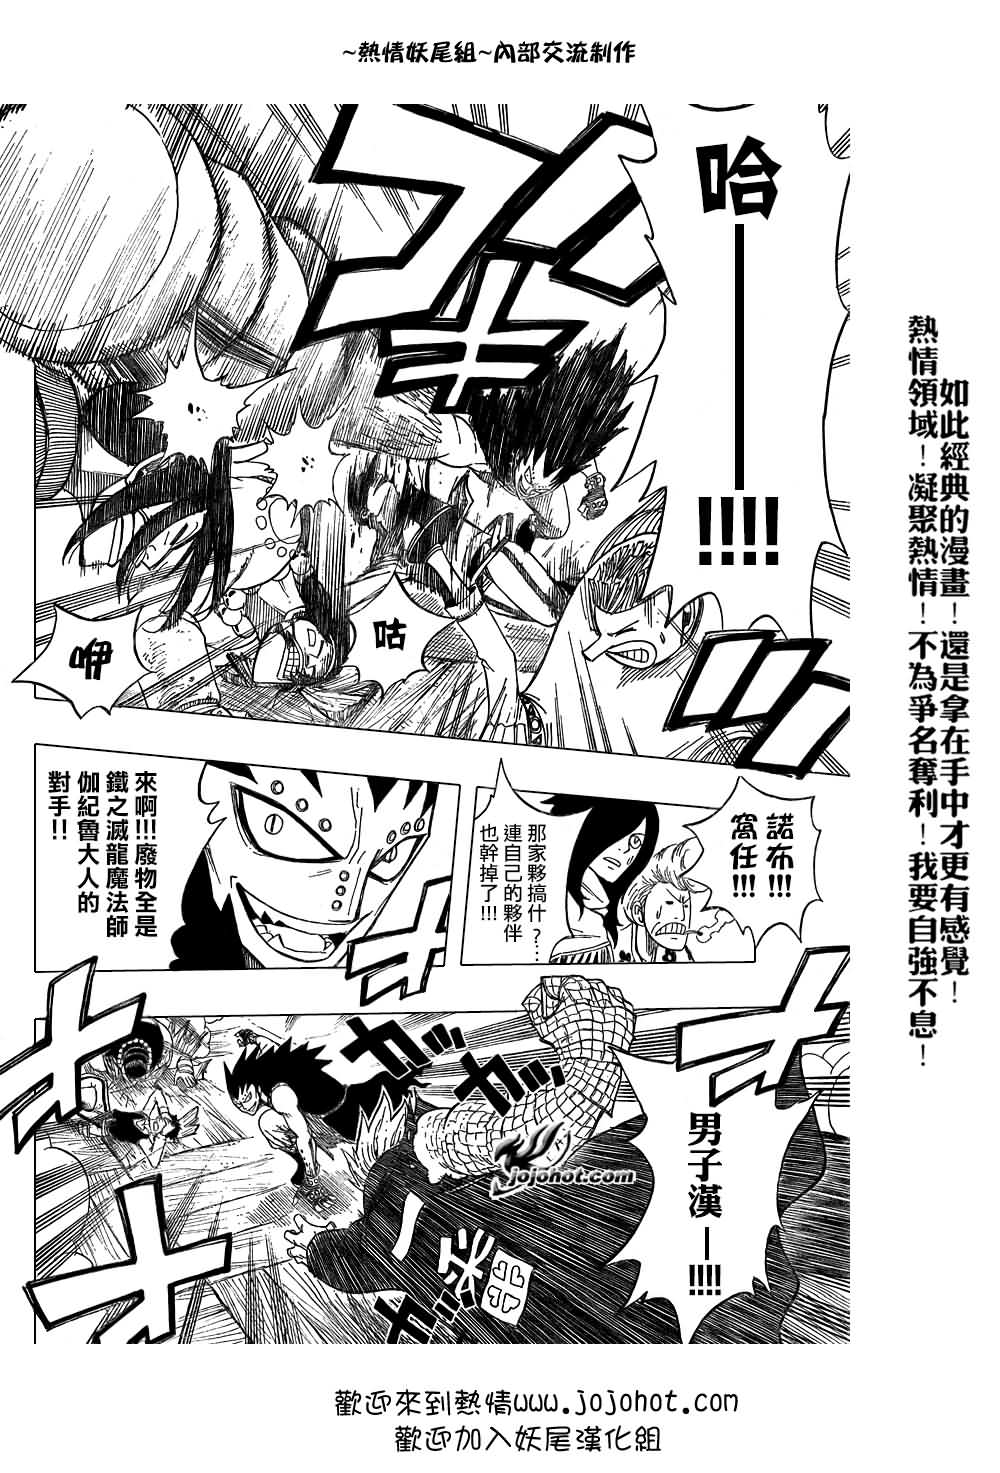 ~熱情妖尾組~內部交流制作
哈——!!!!
咕
呷
諾布!!!
窩任!!!
那家夥搞什?…
連自己的夥伴
也幹掉了!!!
來啊!!!廢物全是
鐵之滅龍魔法師
伽紀魯大人的
對手!!
男子漢—!!!!
ガッ
ガッ
jojohot.com
如此經典的漫畫！還是拿在手中才更有感覺！
熱情領域！凝聚熱情！不為爭名奪利！我要自強不息！
歡迎來到熱情www.jojohot.com
歡迎加入妖尾漢化組